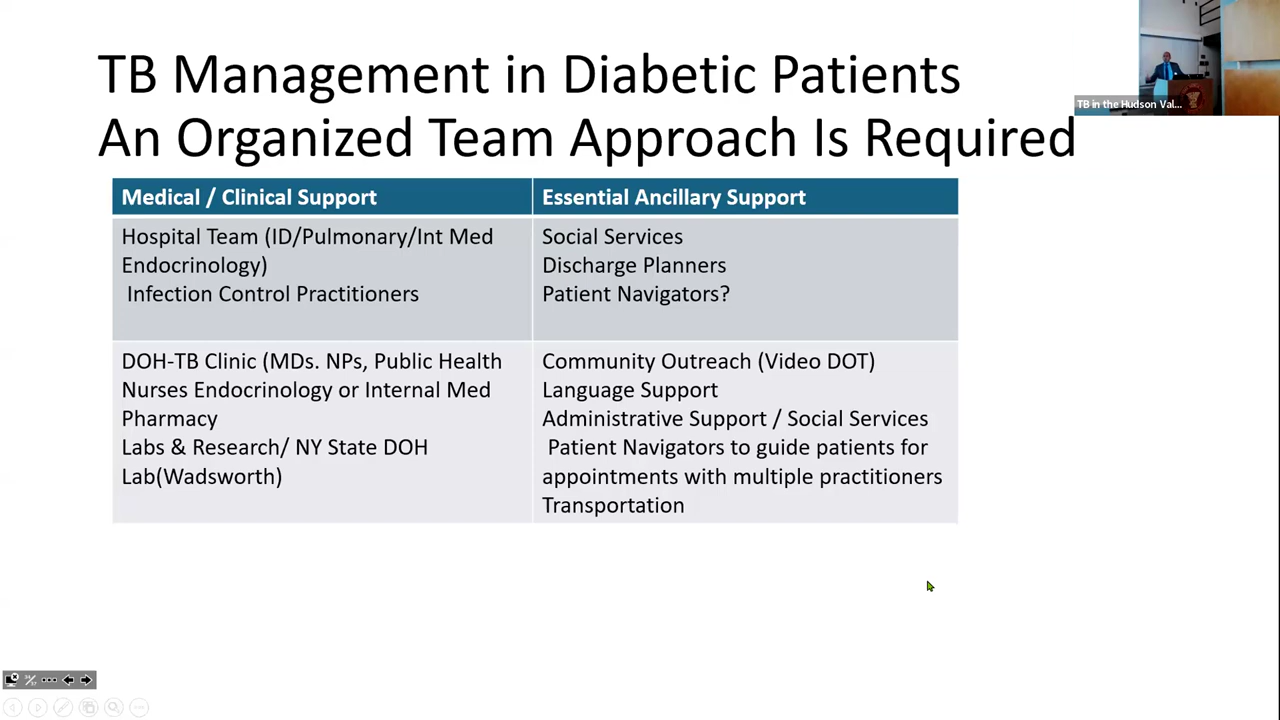 TB Management in Diabetic Patients
An Organized Team Approach Is Required
TB in the Hudson Val...
Medical / Clinical Support
Essential Ancillary Support
Hospital Team (ID/Pulmonary/Int Med
Endocrinology)
Infection Control Practitioners
Social Services
Discharge Planners
Patient Navigators?
DOH-TB Clinic (MDs. NPs, Public Health
Nurses Endocrinology or Internal Med
Pharmacy
Labs & Research/ NY State DOH
Lab(Wadsworth)
Community Outreach (Video DOT)
Language Support
Administrative Support / Social Services
Patient Navigators to guide patients for
appointments with multiple practitioners
Transportation